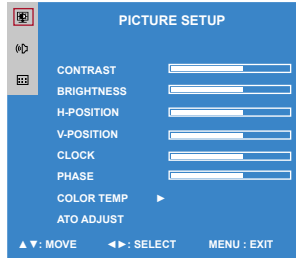 PICTURE SETUP
CONTRAST
BRIGHTNESS
H-POSITION
V-POSITION
CLOCK
PHASE
COLOR TEMP ►
ATO ADJUST
▲▼: MOVE ◄►: SELECT MENU : EXIT